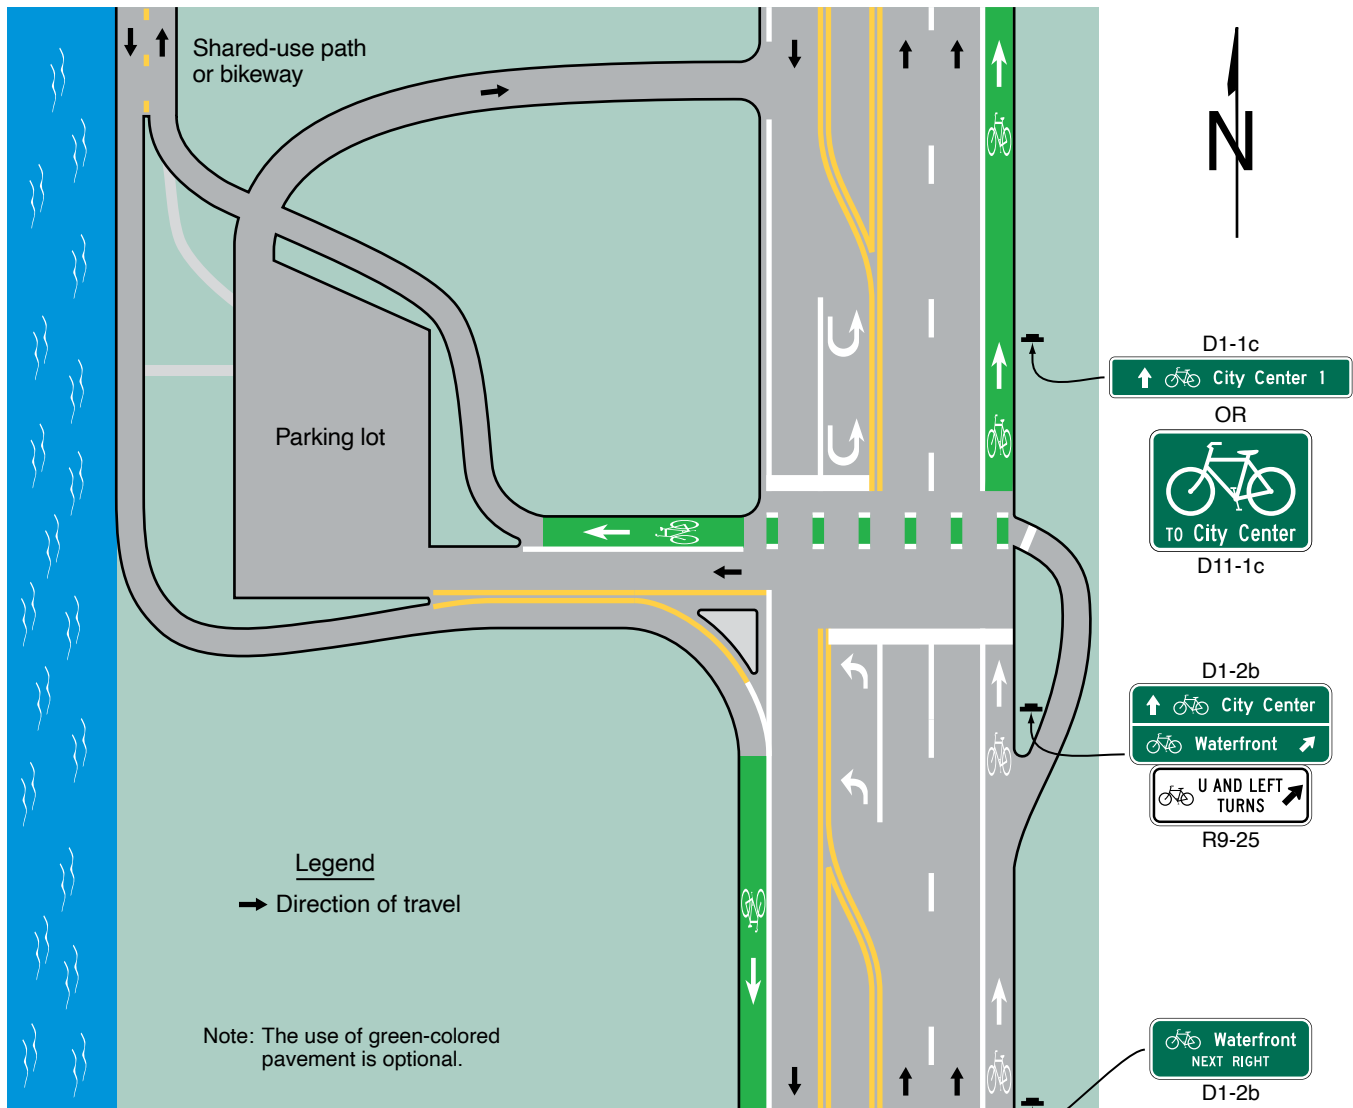 Shared-use path
or bikeway
N
D1-1c
City Center 1
OR
TO City Center
D11-1c
Parking lot
D1-2b
City Center
Waterfront
U AND LEFT
TURNS
R9-25
Legend
Direction of travel
Note: The use of green-colored
pavement is optional.
Waterfront
NEXT RIGHT
D1-2b